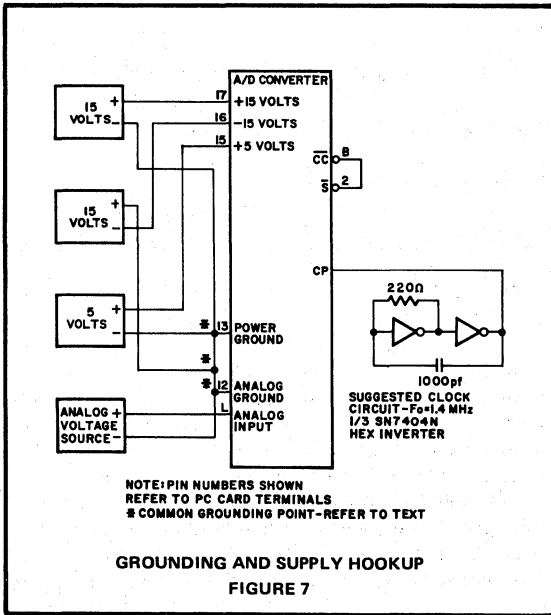 A/D CONVERTER
15 VOLTS
+
-
17
+15 VOLTS
16
-15 VOLTS
15
+5 VOLTS
CC
B
S
2
15 VOLTS
+
-
CP
220Ω
5 VOLTS
+
-
*
13
POWER GROUND
*
*
12
ANALOG GROUND
ANALOG VOLTAGE SOURCE
+
-
L
ANALOG INPUT
1000pf
SUGGESTED CLOCK
CIRCUIT-Fo=1.4 MHz
1/3 SN7404N
HEX INVERTER
NOTE: PIN NUMBERS SHOWN
REFER TO PC CARD TERMINALS
* COMMON GROUNDING POINT-REFER TO TEXT
GROUNDING AND SUPPLY HOOKUP
FIGURE 7